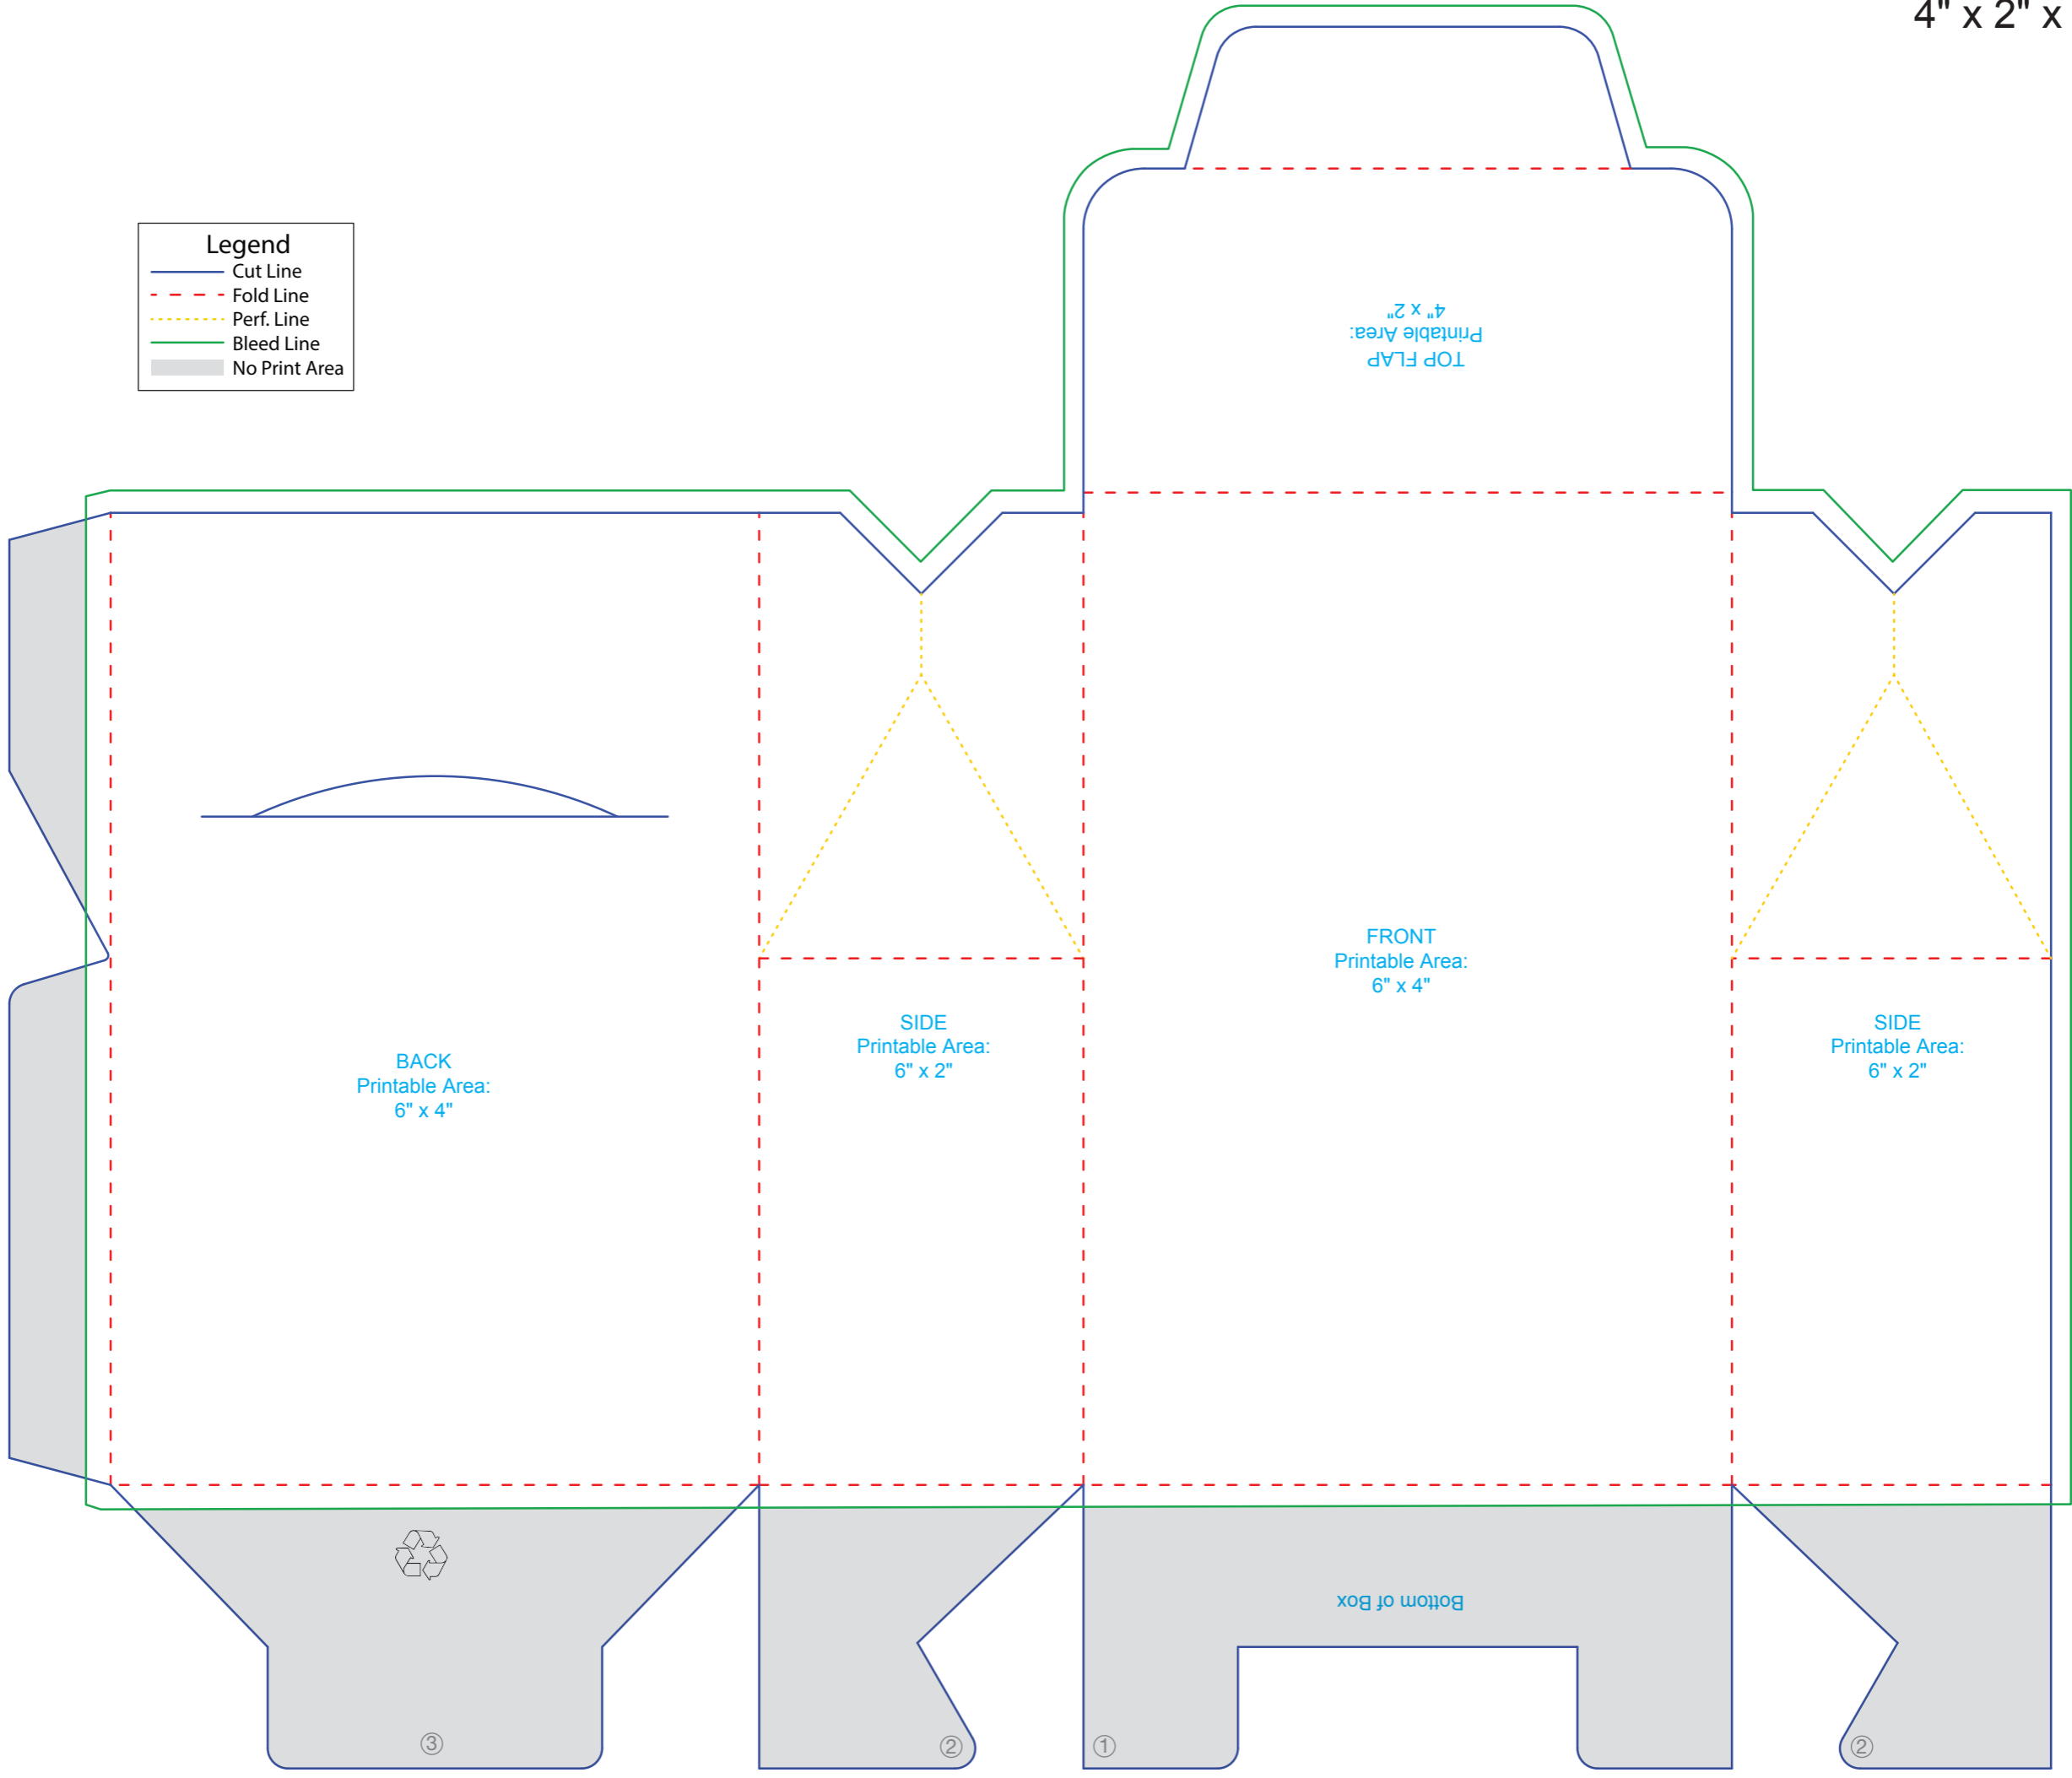 4" x 2" x
Legend
Cut Line
Fold Line
Perf. Line
Bleed Line
No Print Area
TOP FLAP
Printable Area:
4" x 2"
FRONT
Printable Area:
6" x 4"
SIDE
Printable Area:
6" x 2"
SIDE
Printable Area:
6" x 2"
BACK
Printable Area:
6" x 4"
Bottom of Box
③
②
①
②